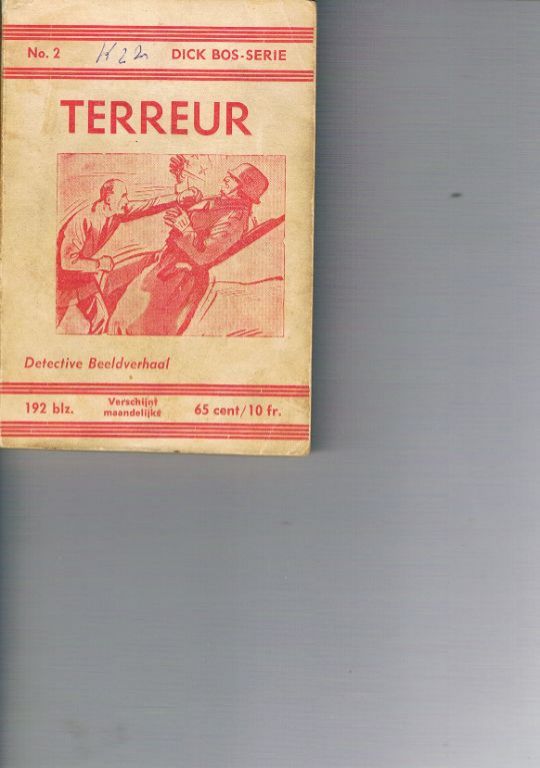 No. 2 DICK BOS-SERIE
TERREUR
Detective Beeldverhaal
192 blz. Verschijnt maandelijks 65 cent/10 fr.